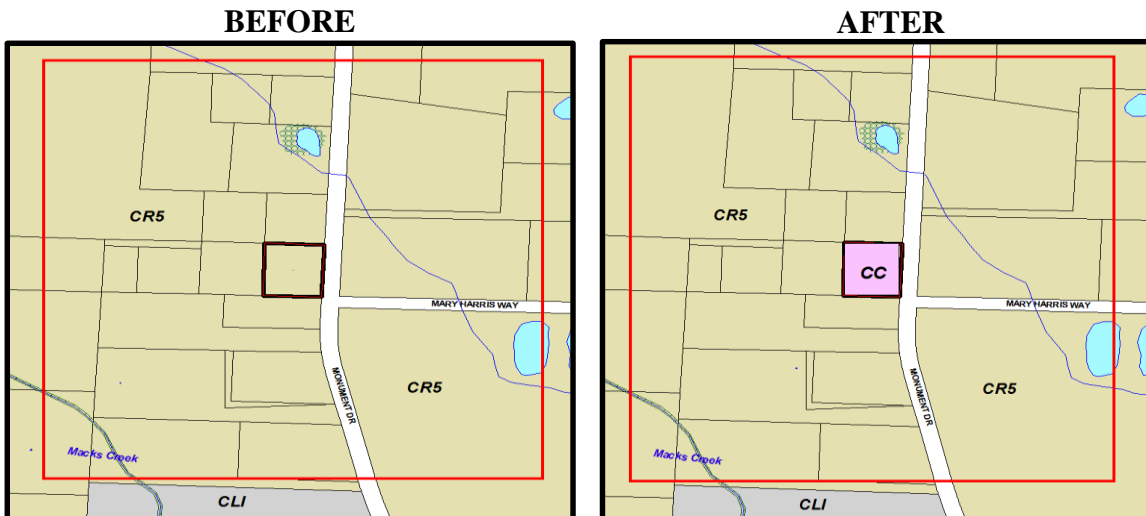 BEFORE
CR5
MARY HARRIS WAY
MONUMENT DR
CR5
Macks Creek
CLI
AFTER
CR5
CC
MARY HARRIS WAY
MONUMENT DR
CR5
Macks Creek
CLI